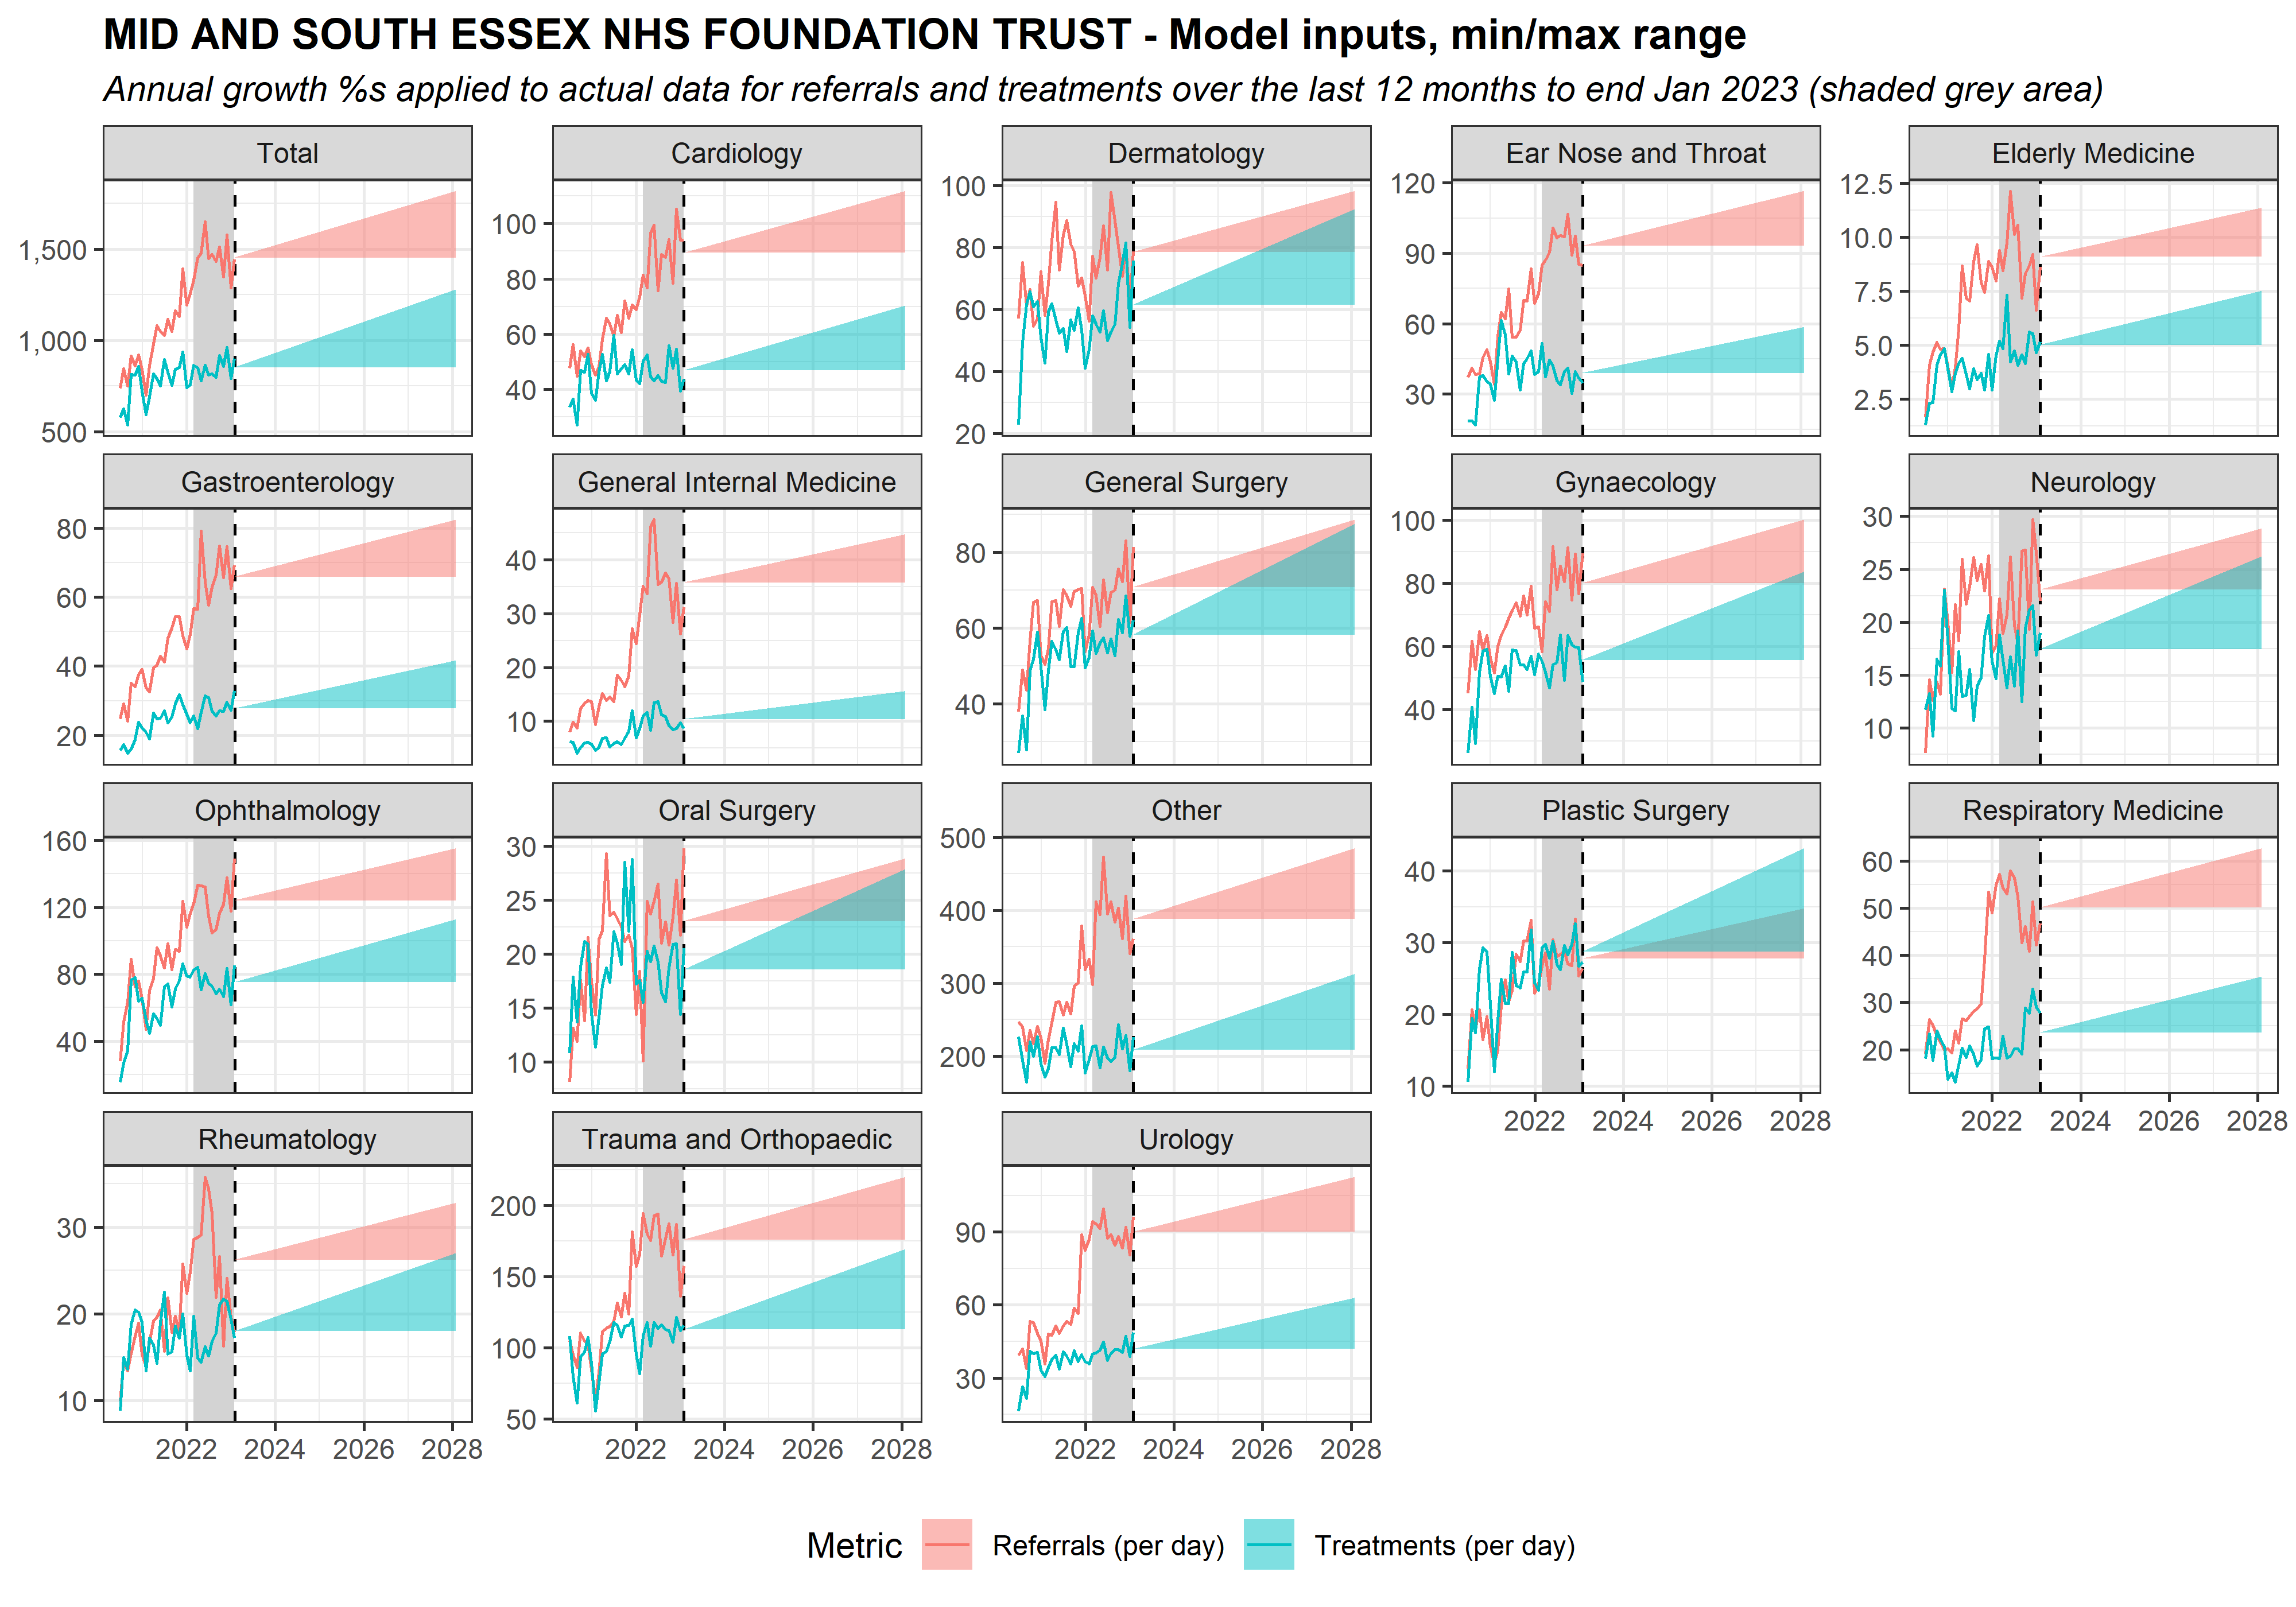 MID AND SOUTH ESSEX NHS FOUNDATION TRUST - Model inputs, min/max range
Annual growth %s applied to actual data for referrals and treatments over the last 12 months to end Jan 2023 (shaded grey area)
Total
Cardiology
Dermatology
Ear Nose and Throat
Elderly Medicine
1,500
1,000
500
100
80
60
40
100
80
60
40
20
120
90
60
30
12.5
10.0
7.5
5.0
2.5
Gastroenterology
General Internal Medicine
General Surgery
Gynaecology
Neurology
80
60
40
20
40
30
20
10
80
60
40
100
80
60
40
30
25
20
15
10
Ophthalmology
Oral Surgery
Other
Plastic Surgery
Respiratory Medicine
160
120
80
40
30
25
20
15
10
500
400
300
200
40
30
20
10
60
50
40
30
20
2022 2024 2026 2028
2022 2024 2026 2028
Rheumatology
Trauma and Orthopaedic
Urology
30
20
10
200
150
100
50
90
60
30
2022 2024 2026 2028
2022 2024 2026 2028
2022 2024 2026 2028
Metric Referrals (per day) Treatments (per day)